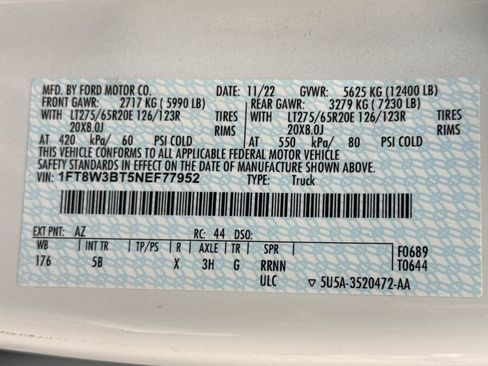 MFD. BY FORD MOTOR CO. DATE: 11/22 GVWR: 5625 KG (12400 LB)
FRONT GAWR: 2717 KG ( 5990 LB) REAR GAWR: 3279 KG ( 7230 LB)
WITH LT275/65R20E 126/123R TIRES WITH LT275/65R20E 126/123R TIRES
20X8.0J RIMS 20X8.0J RIMS
AT 420 kPa/ 60 PSI COLD AT 550 kPa/ 80 PSI COLD
THIS VEHICLE CONFORMS TO ALL APPLICABLE FEDERAL MOTOR VEHICLE
SAFETY STANDARDS IN EFFECT ON THE DATE OF MANUFACTURE SHOWN ABOVE.
VIN: 1FT8W3BT5NEF77952 TYPE: Truck
EXT PNT: AZ RC: 44 DSO:
WB INT TR TP/PS R AXLE TR SPR F0689
176 5B X 3H G RRNN T0644
ULC 5U5A-3520472-AA